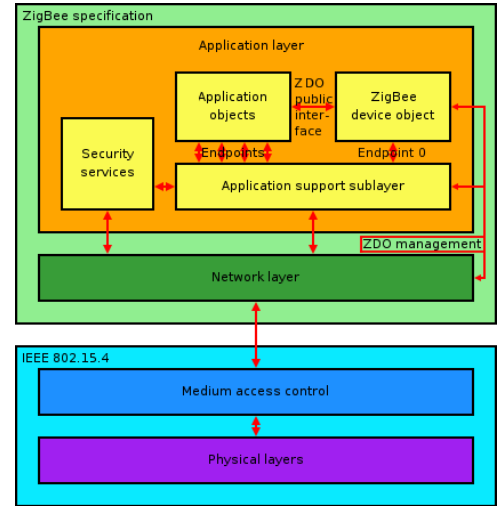 ZigBee specification
Application layer
Application
objects
ZDO
public
inter-
face
ZigBee
device object
Security
services
Endpoints
Endpoint 0
Application support sublayer
ZDO management
Network layer
IEEE 802.15.4
Medium access control
Physical layers